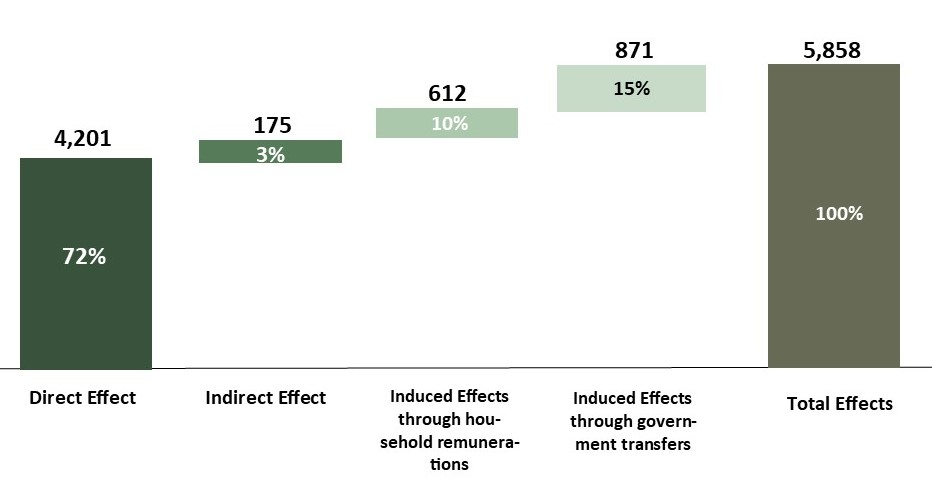 5,858
871
15%
612
10%
175
3%
4,201
72%
100%
Direct Effect
Indirect Effect
Induced Effects
through hou-
sehold remunera-
tions
Induced Effects
through govern-
ment transfers
Total Effects